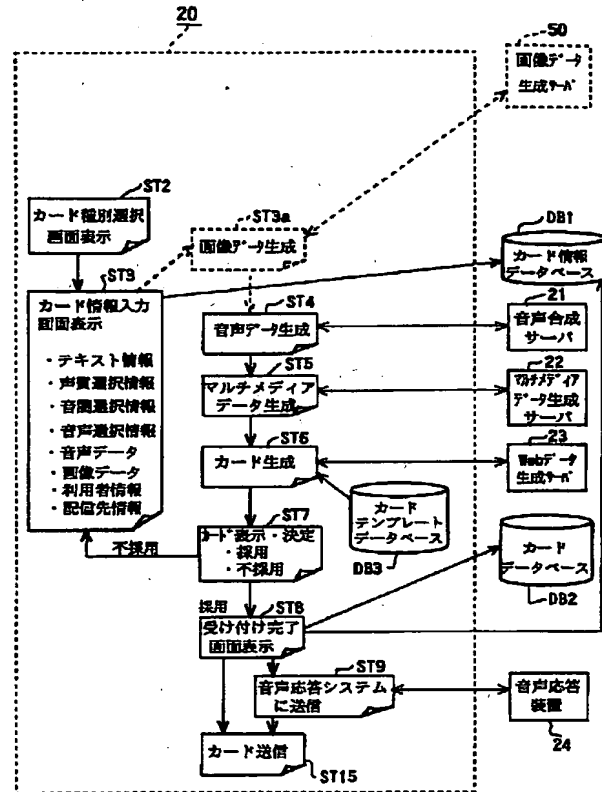 20
50
画像データ
生成サーバ
ST2
カード種別選択
画面表示
ST3a
画像データ生成
DB1
カード情報
データベース
ST3
カード情報入力
画面表示
・テキスト情報
・声質選択情報
・音調選択情報
・音声選択情報
・音声データ
・画像データ
・利用者情報
・配信先情報
ST4
音声データ生成
21
音声合成
サーバ
ST5
マルチメディア
データ生成
22
マルチメディア
データ生成
サーバ
ST6
カード生成
23
Webデータ
生成サーバ
カード
テンプレート
データベース
DB3
ST7
カード表示・決定
・採用
・不採用
不採用
カード
データベース
DB2
採用
ST8
受け付け完了
画面表示
ST9
音声応答システム
に送信
音声応答
装置
24
カード送信
ST15